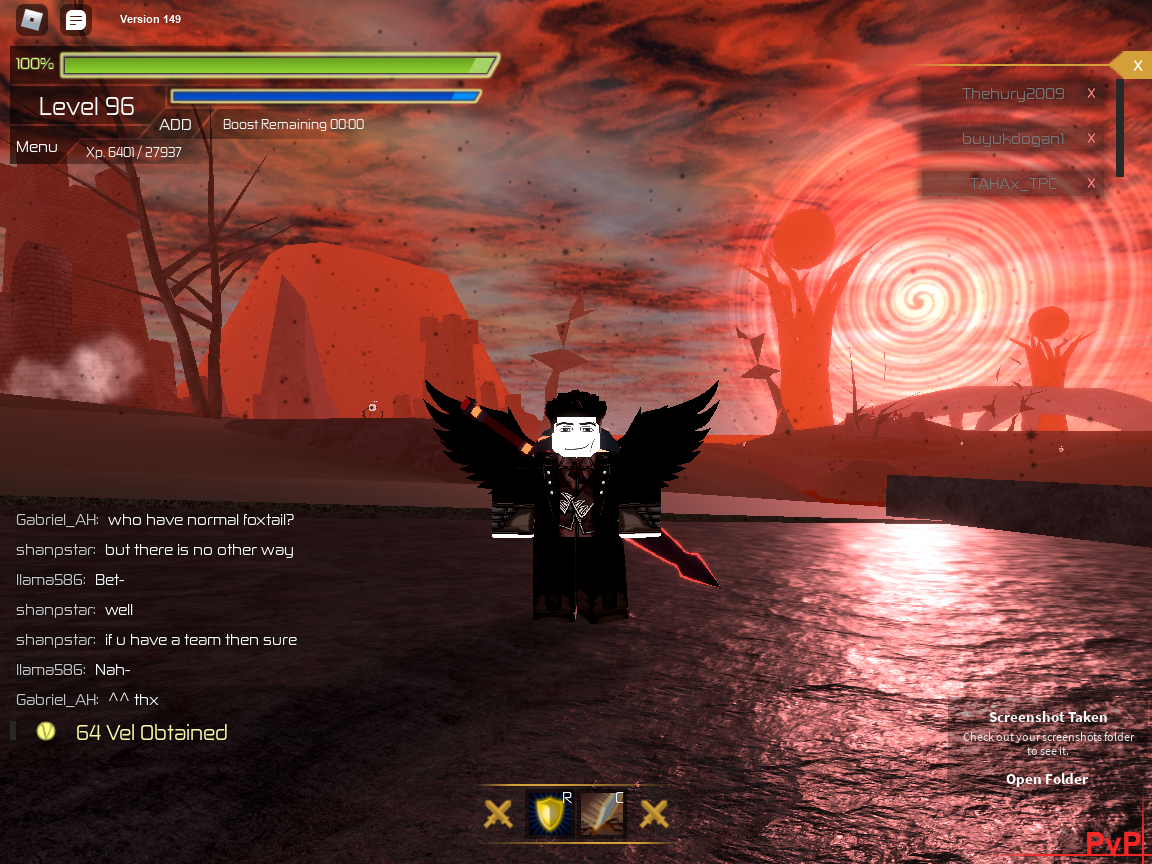 Version 149
100%
Level 96
ADD
Boost Remaining 00:00
Menu
Xp. 6401 / 27937
X
Thehury2009 X
buyukdogan1 X
TAHAx_TPC X
Gabriel_AH: who have normal foxtail?
shanpstar: but there is no other way
llama586: Bet-
shanpstar: well
shanpstar: if u have a team then sure
llama586: Nah-
Gabriel_AH: ^^ thx
64 Vel Obtained
R
C
Screenshot Taken
Check out your screenshots folder
to see it.
Open Folder
PvP